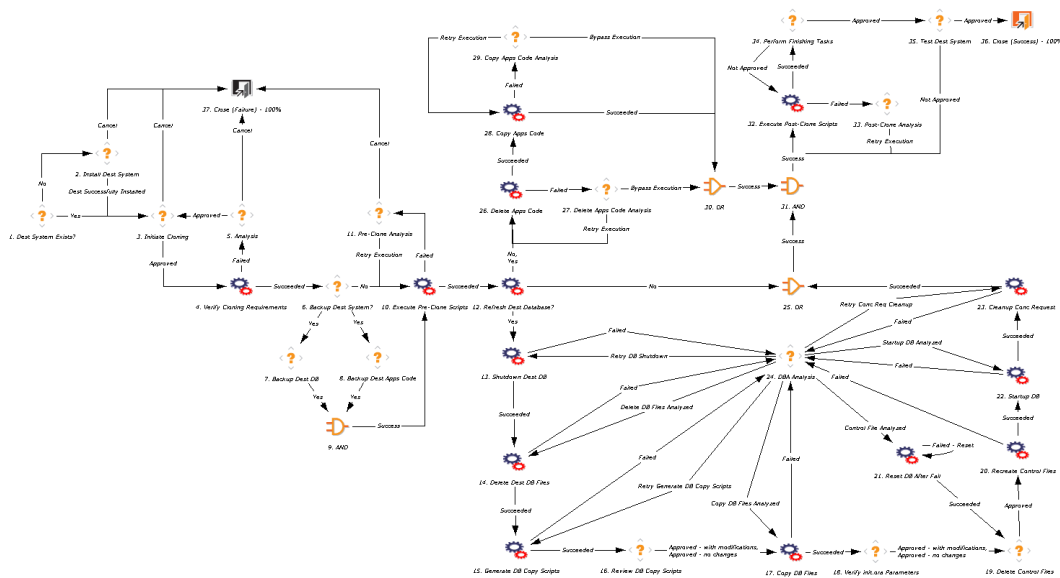 Approved
Approved
34. Perform Finishing Tasks
35. Test Dest System
36. Close (Success) - 100%
Retry Execution
Bypass Execution
29. Copy Apps Code Analysis
Not Approved
Succeeded
Failed
Not Approved
37. Close (Failure) - 100%
Failed
Succeeded
32. Execute Post-Clone Scripts
33. Post-Clone Analysis
Retry Execution
Cancel
Cancel
Cancel
Cancel
28. Copy Apps Code
Succeeded
Success
2. Install Dest System
No
Dest Successfully Installed
Failed
Bypass Execution
Success
26. Delete Apps Code
27. Delete Apps Code Analysis
30. OR
31. AND
Yes
Approved
1. Dest System Exists?
3. Initiate Cloning
5. Analysis
11. Pre-Clone Analysis
Retry Execution
Success
Approved
Failed
Retry Execution
Failed
No,
Yes
Succeeded
No
Succeeded
No
Succeeded
4. Verify Cloning Requirements
6. Backup Dest System?
10. Execute Pre-Clone Scripts
12. Refresh Dest Database?
25. OR
23. Cleanup Conc Request
Retry Conc Req Cleanup
Yes
Yes
Yes
Failed
Failed
Startup DB Analyzed
Succeeded
Retry DB Shutdown
Failed
7. Backup Dest DB
8. Backup Dest Apps Code
13. Shutdown Dest DB
24. DBA Analysis
Failed
Failed
22. Startup DB
Yes
Yes
Delete DB Files Analyzed
Succeeded
Success
Control File Analyzed
Succeeded
9. AND
Failed
Failed - Reset
14. Delete Dest DB Files
21. Reset DB After Fail
20. Recreate Control Files
Retry Generate DB Copy Scripts
Failed
Succeeded
Copy DB Files Analyzed
Succeeded
Approved
Succeeded
Approved - with modifications,
Approved - no changes
Succeeded
Approved - with modifications,
Approved - no changes
15. Generate DB Copy Scripts
16. Review DB Copy Scripts
17. Copy DB Files
18. Verify init.ora Parameters
19. Delete Control Files